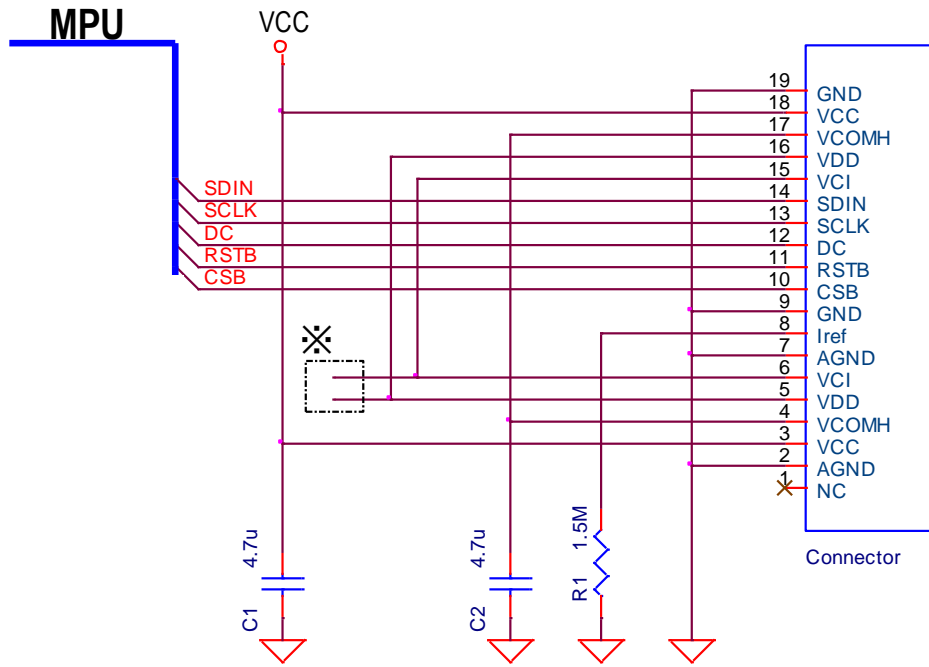 MPU
VCC
19
GND
18
VCC
17
VCOMH
16
VDD
15
VCI
SDIN
14
SDIN
SCLK
13
SCLK
DC
12
DC
RSTB
11
RSTB
CSB
10
CSB
9
GND
8
Iref
※
7
AGND
6
VCI
5
VDD
4
VCOMH
3
VCC
2
AGND
1
NC
4.7u
C1
4.7u
C2
1.5M
R1
Connector